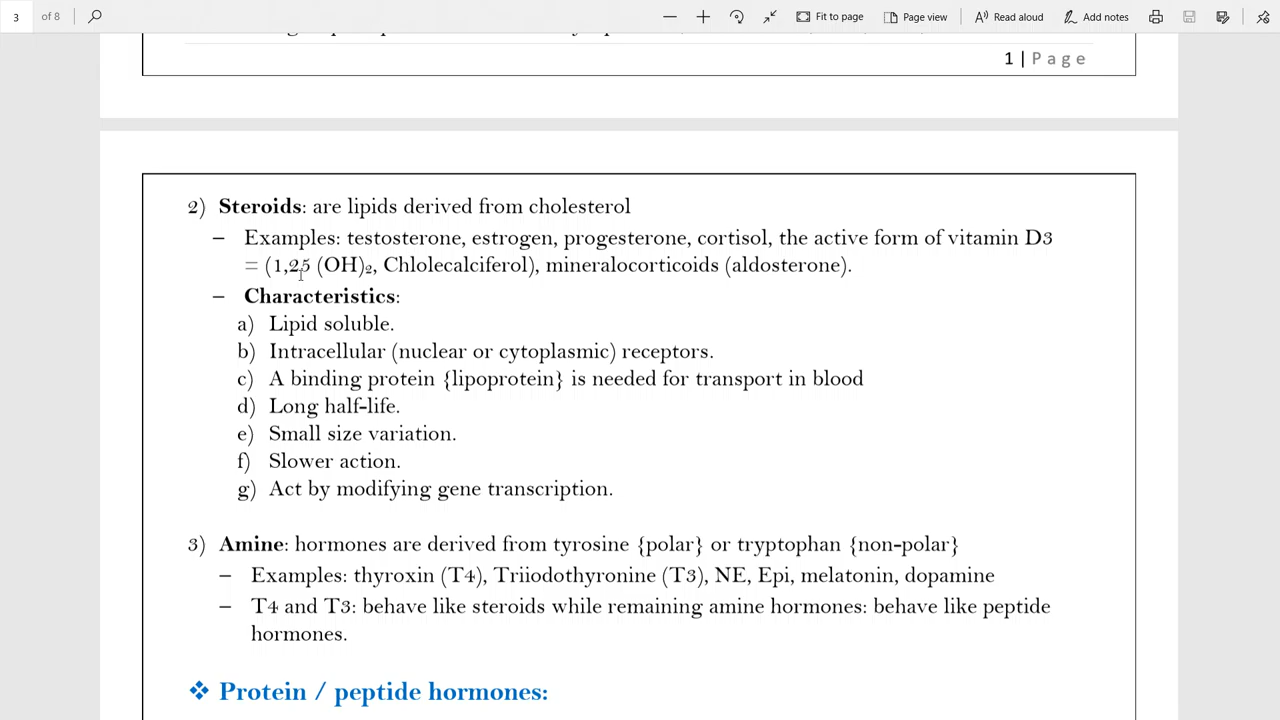 3 of 8 Fit to page Page view Read aloud Add notes
1 | Page
2) Steroids: are lipids derived from cholesterol
– Examples: testosterone, estrogen, progesterone, cortisol, the active form of vitamin D3
= (1,25 (OH)₂, Chlolecalciferol), mineralocorticoids (aldosterone).
– Characteristics:
a) Lipid soluble.
b) Intracellular (nuclear or cytoplasmic) receptors.
c) A binding protein {lipoprotein} is needed for transport in blood
d) Long half-life.
e) Small size variation.
f) Slower action.
g) Act by modifying gene transcription.
3) Amine: hormones are derived from tyrosine {polar} or tryptophan {non-polar}
– Examples: thyroxin (T4), Triiodothyronine (T3), NE, Epi, melatonin, dopamine
– T4 and T3: behave like steroids while remaining amine hormones: behave like peptide
hormones.
❖ Protein / peptide hormones: